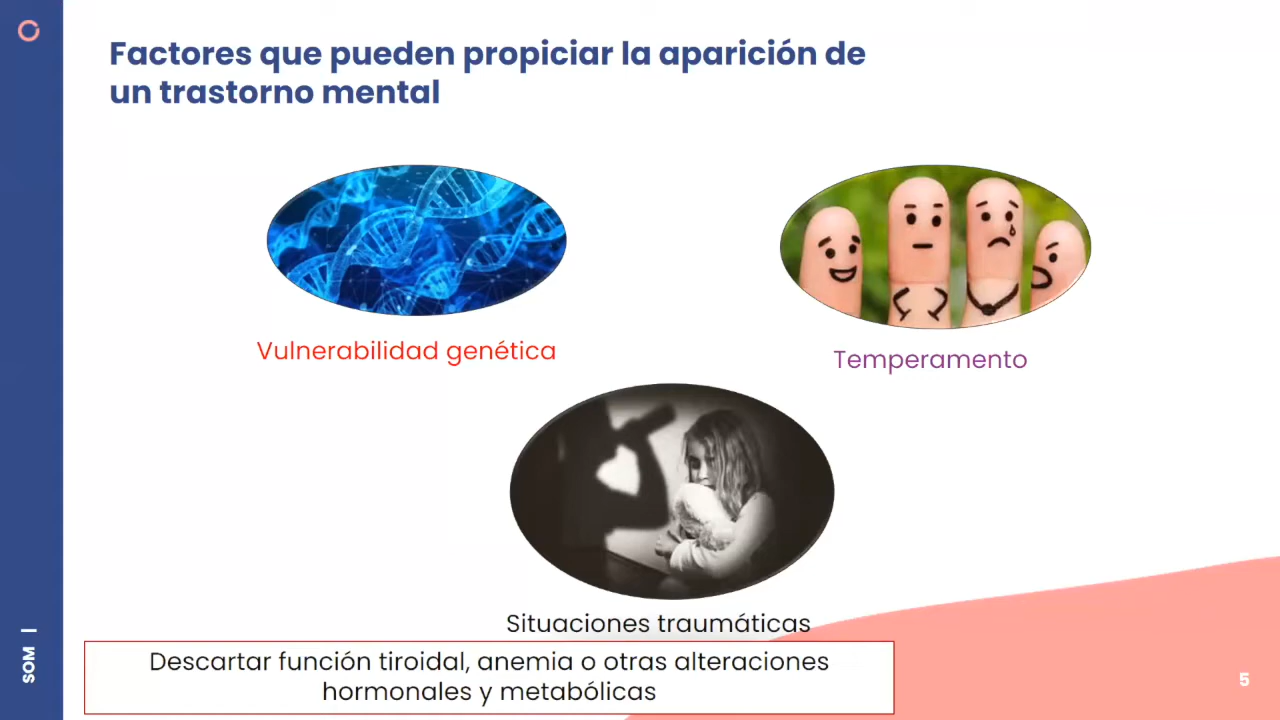 Factores que pueden propiciar la aparición de
un trastorno mental
Vulnerabilidad genética
Temperamento
Situaciones traumáticas
Descartar función tiroidal, anemia o otras alteraciones
hormonales y metabólicas
SOM |
5